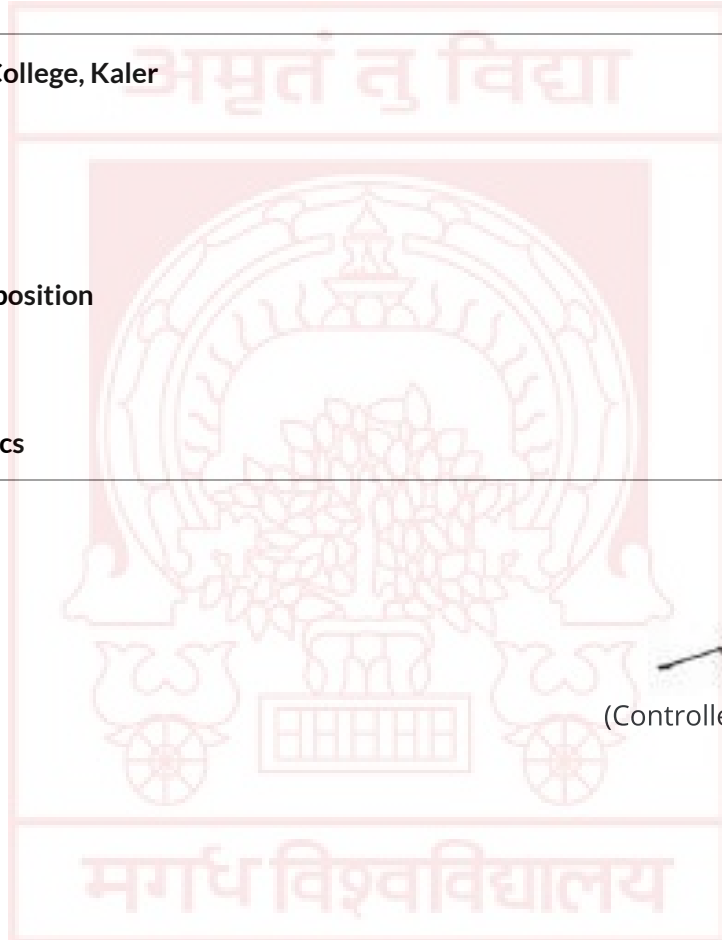 अमृतं तु विद्या
College, Kaler
position
cs
(Controlle
मगध विश्वविद्यालय